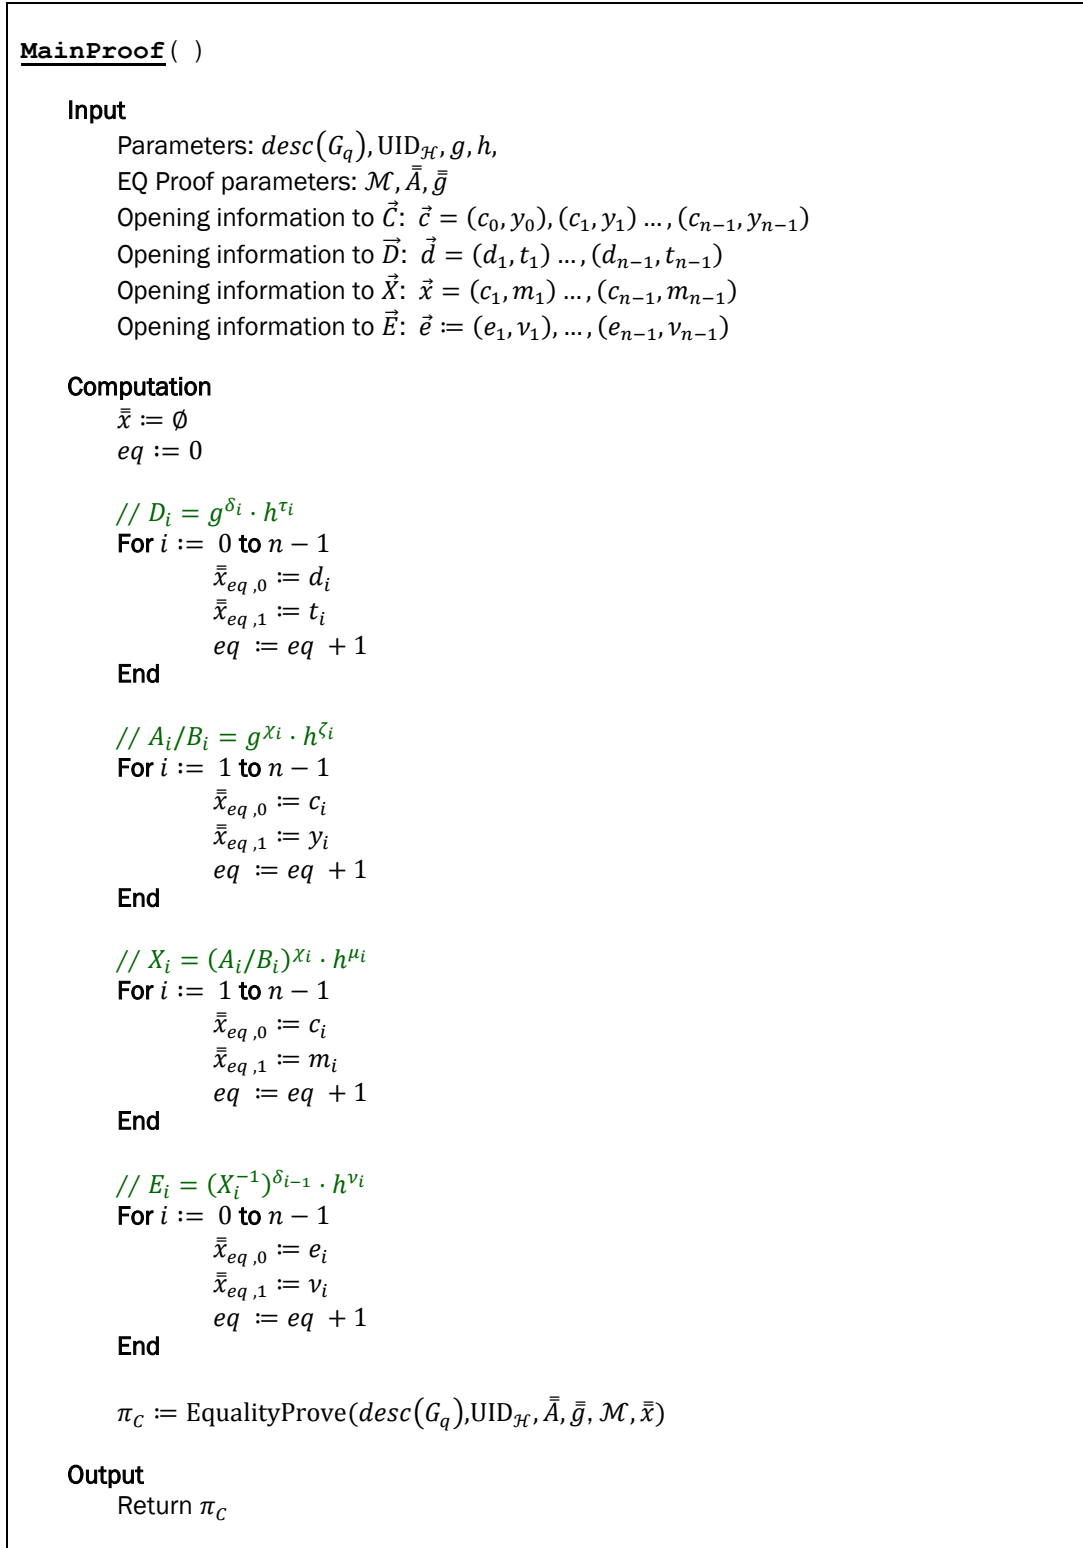 MainProof( )
Input
Parameters: desc(G_q), UID_ℋ, g, h,
EQ Proof parameters: ℳ, A̿, g̿
Opening information to C⃗: c⃗ = (c_0, y_0), (c_1, y_1) … , (c_{n−1}, y_{n−1})
Opening information to D⃗: d⃗ = (d_1, t_1) … , (d_{n−1}, t_{n−1})
Opening information to X⃗: x⃗ = (c_1, m_1) … , (c_{n−1}, m_{n−1})
Opening information to E⃗: e⃗ ≔ (e_1, ν_1), … , (e_{n−1}, ν_{n−1})
Computation
x̿ ≔ ∅
eq := 0
// D_i = g^{δ_i} · h^{τ_i}
For i := 0 to n − 1
x̿_{eq,0} ≔ d_i
x̿_{eq,1} ≔ t_i
eq ≔ eq + 1
End
// A_i/B_i = g^{χ_i} · h^{ζ_i}
For i := 1 to n − 1
x̿_{eq,0} ≔ c_i
x̿_{eq,1} ≔ y_i
eq ≔ eq + 1
End
// X_i = (A_i/B_i)^{χ_i} · h^{μ_i}
For i := 1 to n − 1
x̿_{eq,0} ≔ c_i
x̿_{eq,1} ≔ m_i
eq ≔ eq + 1
End
// E_i = (X_i^{−1})^{δ_{i−1}} · h^{ν_i}
For i := 0 to n − 1
x̿_{eq,0} ≔ e_i
x̿_{eq,1} ≔ ν_i
eq ≔ eq + 1
End
π_C ≔ EqualityProve(desc(G_q),UID_ℋ, A̿, g̿, ℳ, x̿)
Output
Return π_C